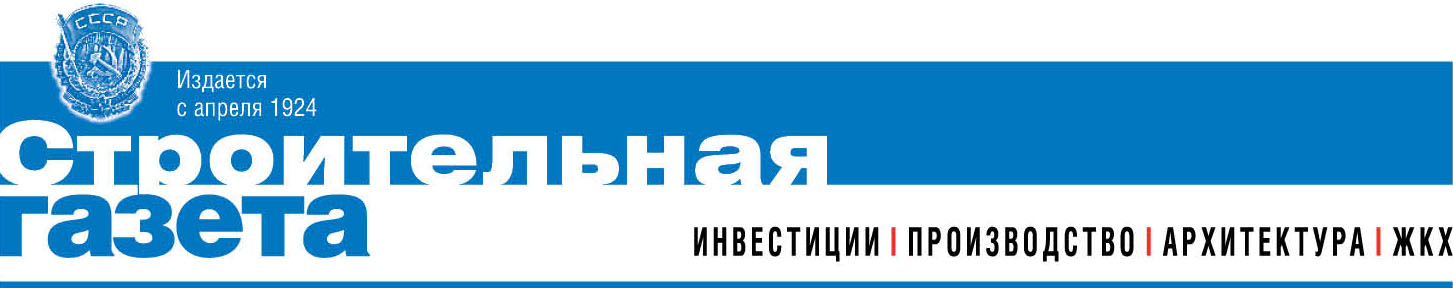 СССР
Издается
с апреля 1924
Строительная
газета
ИНВЕСТИЦИИ | ПРОИЗВОДСТВО | АРХИТЕКТУРА | ЖКХ